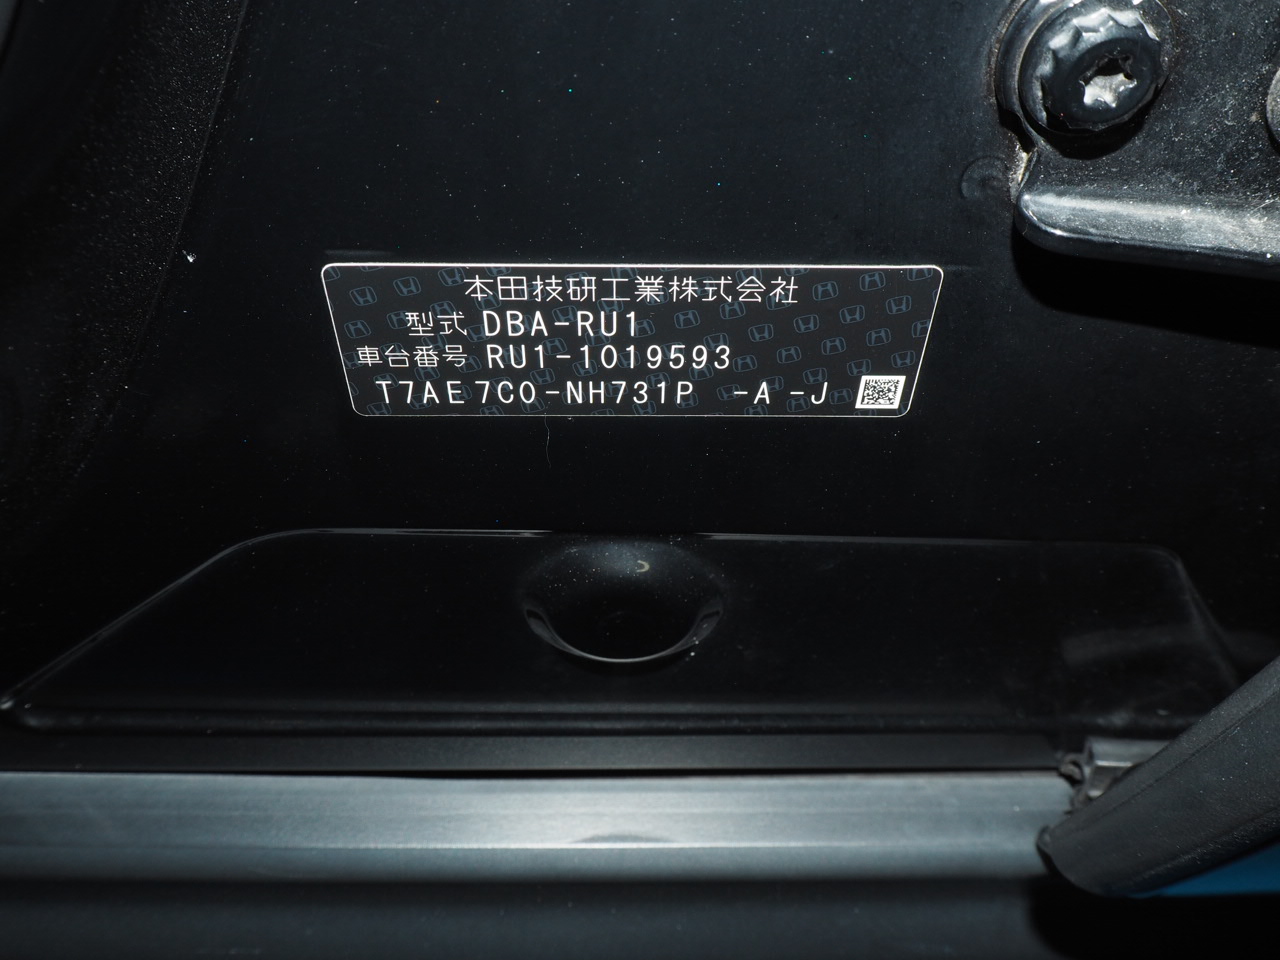 本田技研工業株式会社
型式 DBA-RU1
車台番号 RU1-1019593
T7AE7C0-NH731P -A-J